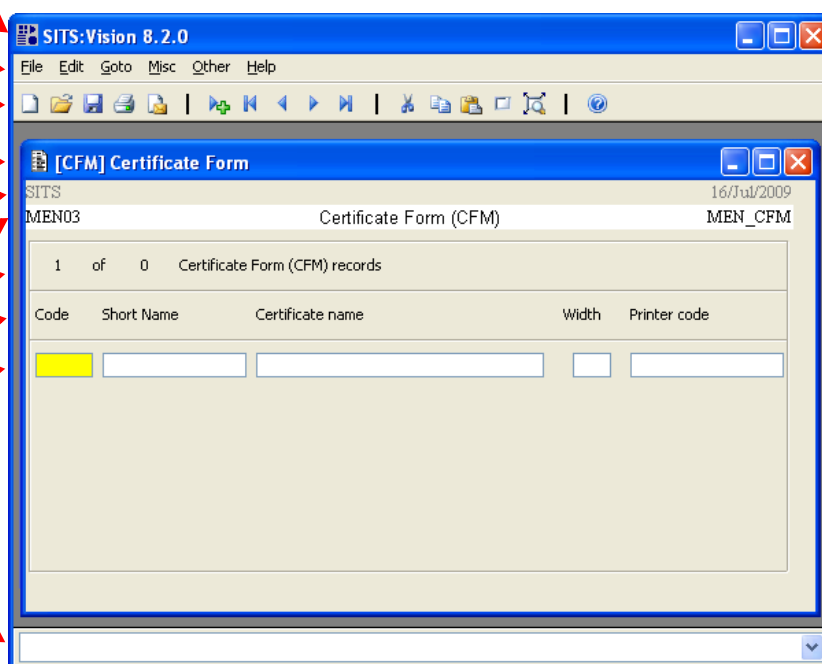 SITS:Vision 8.2.0
File Edit Goto Misc Other Help
[CFM] Certificate Form
SITS 16/Jul/2009
MEN03 Certificate Form (CFM) MEN_CFM
1 of 0 Certificate Form (CFM) records
Code Short Name Certificate name Width Printer code